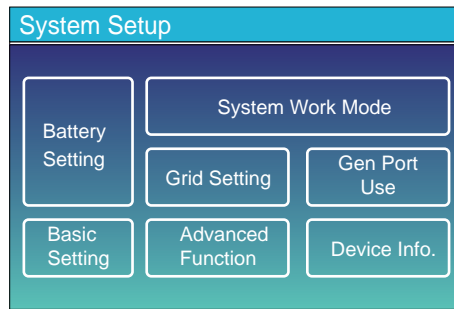 System Setup
Battery
Setting
System Work Mode
Grid Setting
Gen Port
Use
Basic
Setting
Advanced
Function
Device Info.